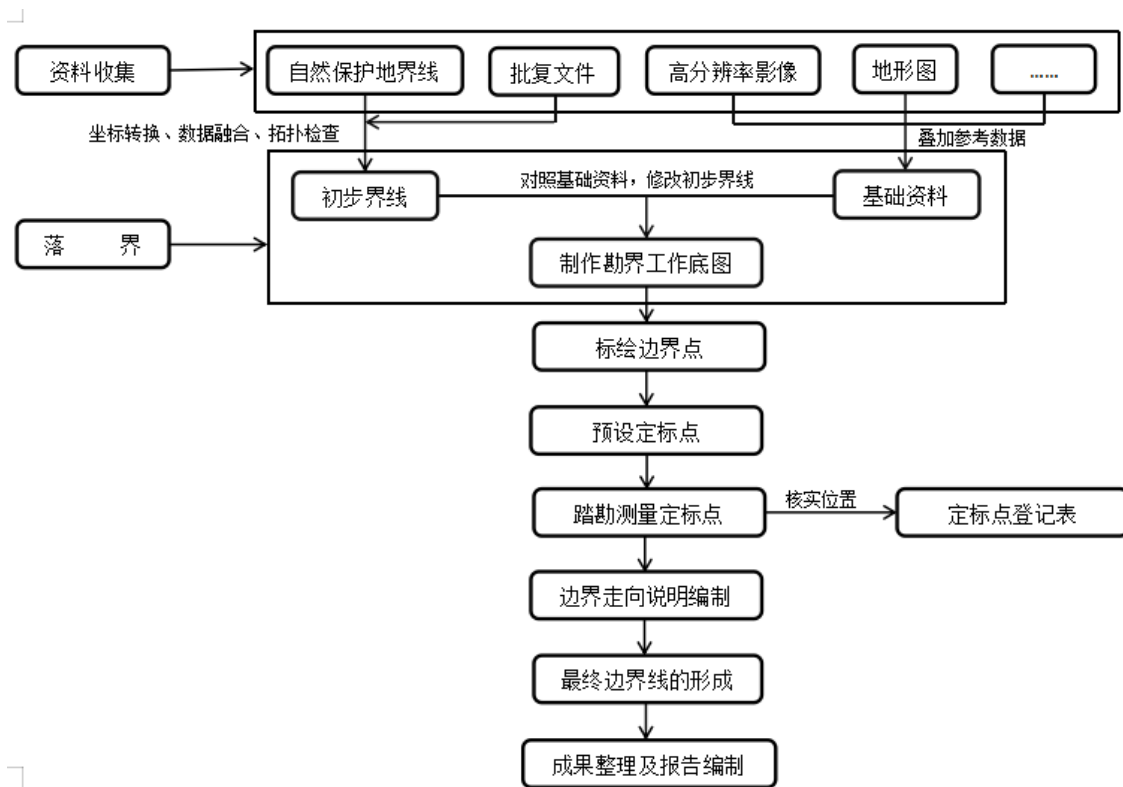 资料收集
自然保护地界线
批复文件
高分辨率影像
地形图
……
坐标转换、数据融合、拓扑检查
叠加参考数据
初步界线
对照基础资料，修改初步界线
基础资料
落 界
制作勘界工作底图
标绘边界点
预设定标点
踏勘测量定标点
核实位置
定标点登记表
边界走向说明编制
最终边界线的形成
成果整理及报告编制